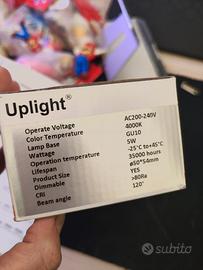 Uplight®
Operate Voltage AC200-240V
Color Temperature 4000K
Lamp Base GU10
Wattage 5W
Operation temperature -25°C to+45°C
Lifespan 35000 hours
Product Size ø50*54mm
Dimmable YES
CRI >80Ra
Beam angle 120°
subito